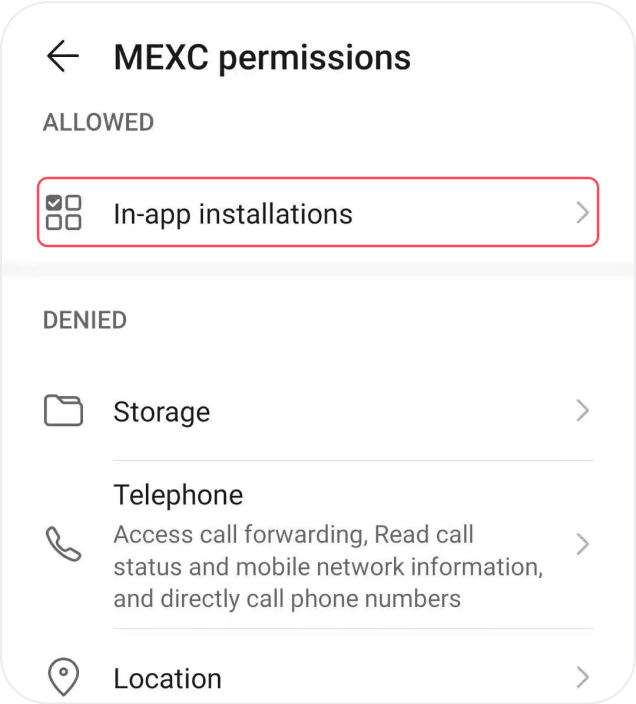 MEXC permissions
ALLOWED
In-app installations
DENIED
Storage
Telephone
Access call forwarding, Read call
status and mobile network information,
and directly call phone numbers
Location